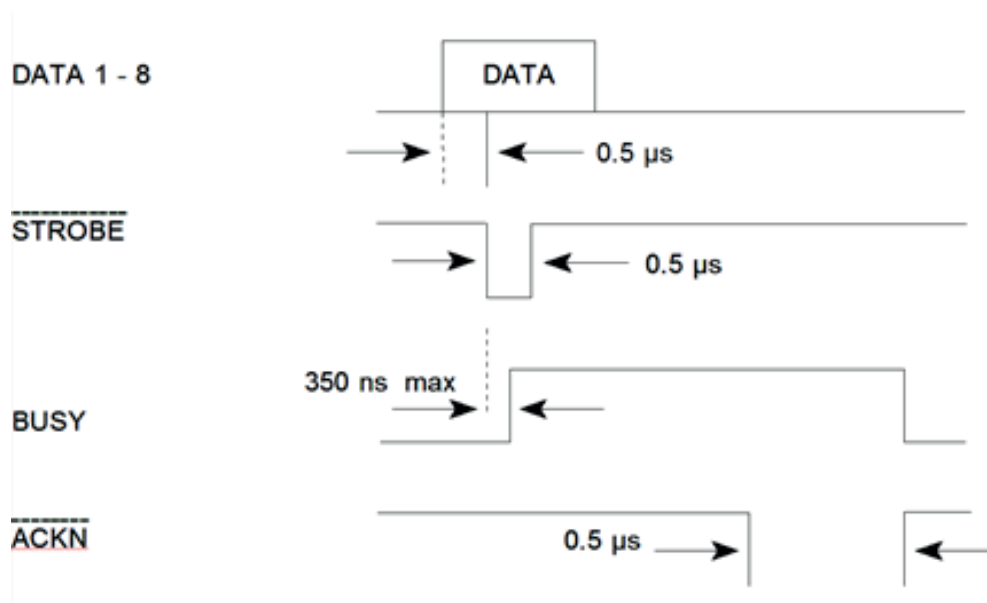 DATA 1 - 8
DATA
0.5 µs
STROBE
0.5 µs
350 ns max
BUSY
ACKN
0.5 µs